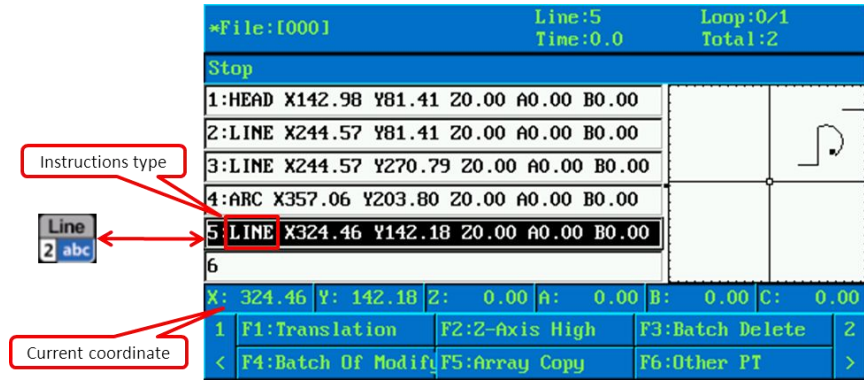 *File:[000]
Line:5
Loop:0/1
Time:0.0
Total:2
Stop
1:HEAD X142.98 Y81.41 Z0.00 A0.00 B0.00
2:LINE X244.57 Y81.41 Z0.00 A0.00 B0.00
3:LINE X244.57 Y270.79 Z0.00 A0.00 B0.00
4:ARC X357.06 Y203.80 Z0.00 A0.00 B0.00
5:LINE X324.46 Y142.18 Z0.00 A0.00 B0.00
6
Instructions type
Line
2 abc
X: 324.46 Y: 142.18 Z: 0.00 A: 0.00 B: 0.00 C: 0.00
Current coordinate
1 F1:Translation F2:Z-Axis High F3:Batch Delete 2
< F4:Batch Of Modify F5:Array Copy F6:Other PT >